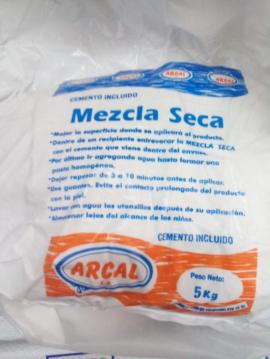 ARCAL
ARCAL
CEMENTO INCLUIDO
Mezcla Seca
*Mojar la superficie donde se aplicará el producto.
*Dentro de un recipiente entreverar la MEZCLA SECA
con el cemento que viene dentro del envase.
*Por último ir agregando agua hasta formar una
pasta homogénea.
*Dejar reposar de 3 a 10 minutos antes de aplicar.
*Use guantes. Evite el contacto prolongado del producto
con la piel.
*Lavar con agua los utensillos después de su aplicación.
*Almacenar lejos del alcance de los niños.
CEMENTO INCLUIDO
ARCAL
Peso Neto:
5 Kg